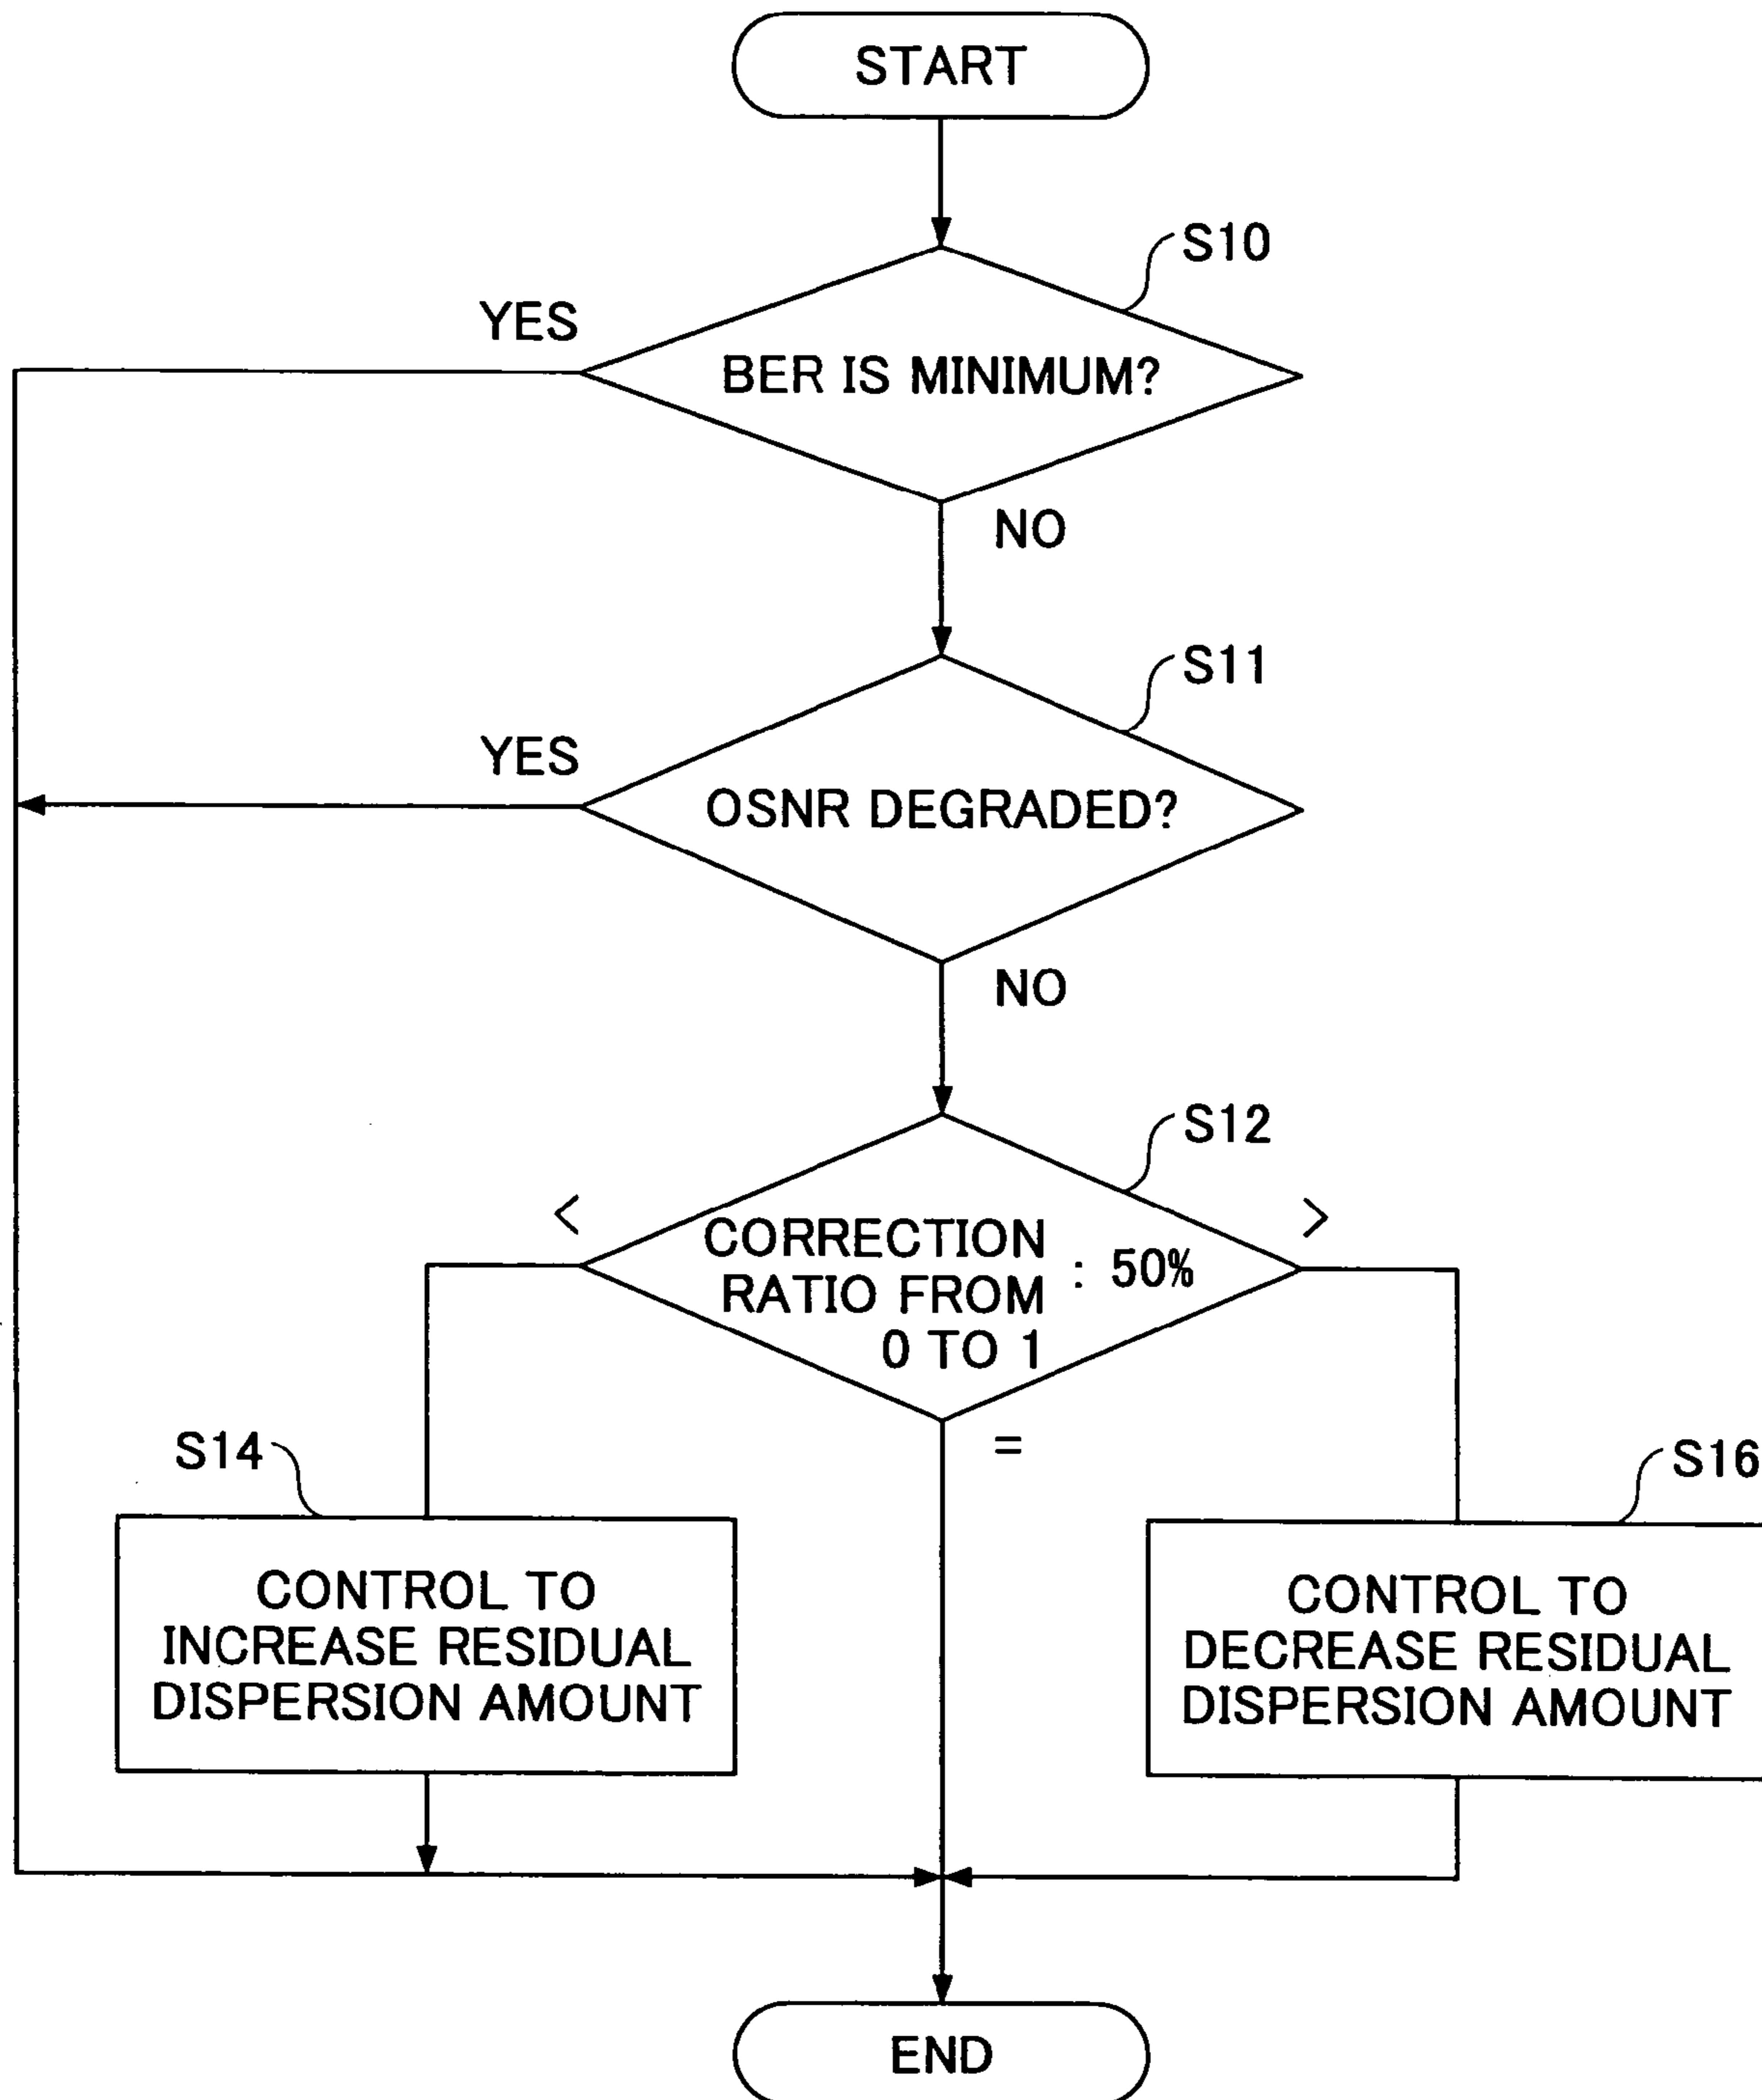 START
S10
YES
BER IS MINIMUM?
NO
S11
YES
OSNR DEGRADED?
NO
S12
<
>
CORRECTION
RATIO FROM : 50%
0 TO 1
=
S14
S16
CONTROL TO
INCREASE RESIDUAL
DISPERSION AMOUNT
CONTROL TO
DECREASE RESIDUAL
DISPERSION AMOUNT
END